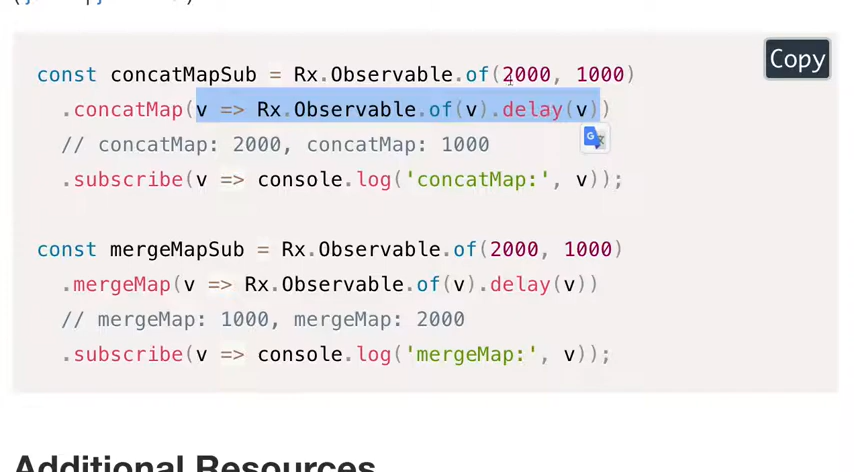 Copy
const concatMapSub = Rx.Observable.of(2000, 1000)
  .concatMap(v => Rx.Observable.of(v).delay(v))
  // concatMap: 2000, concatMap: 1000
  .subscribe(v => console.log('concatMap:', v));

const mergeMapSub = Rx.Observable.of(2000, 1000)
  .mergeMap(v => Rx.Observable.of(v).delay(v))
  // mergeMap: 1000, mergeMap: 2000
  .subscribe(v => console.log('mergeMap:', v));
Additional Resources